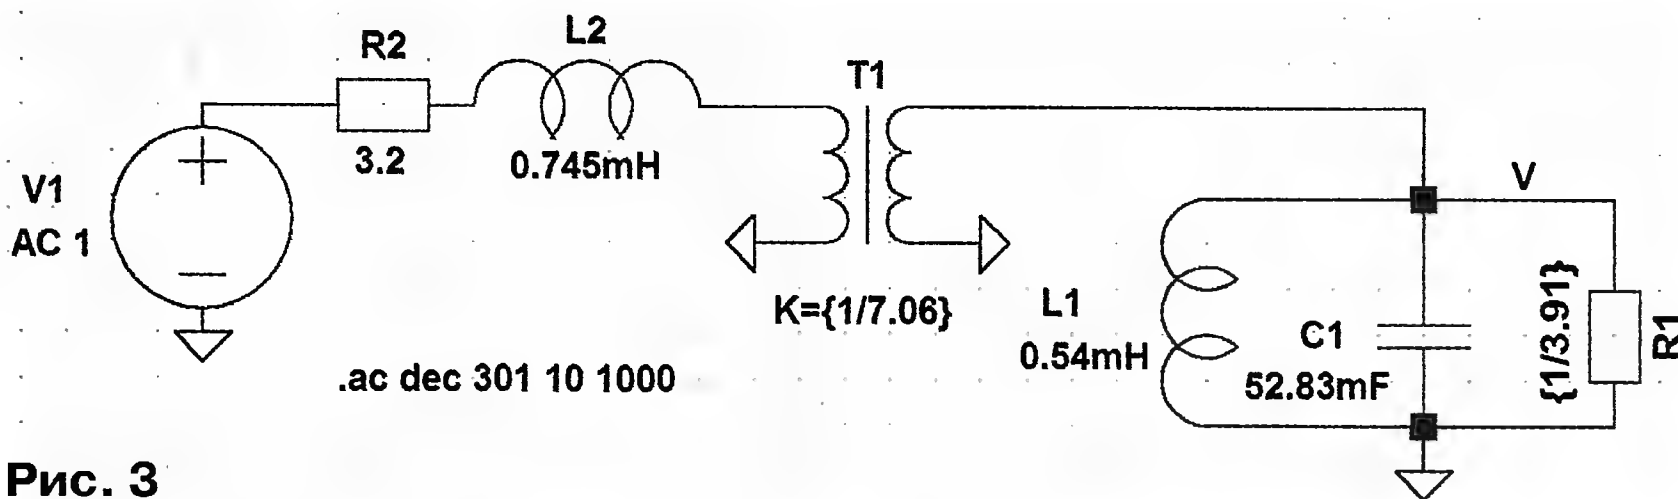 R2
L2
T1
3.2
0.745mH
V1
AC 1
V
K={1/7.06}
L1
0.54mH
C1
52.83mF
{1/3.91}
R1
.ac dec 301 10 1000
Рис. 3